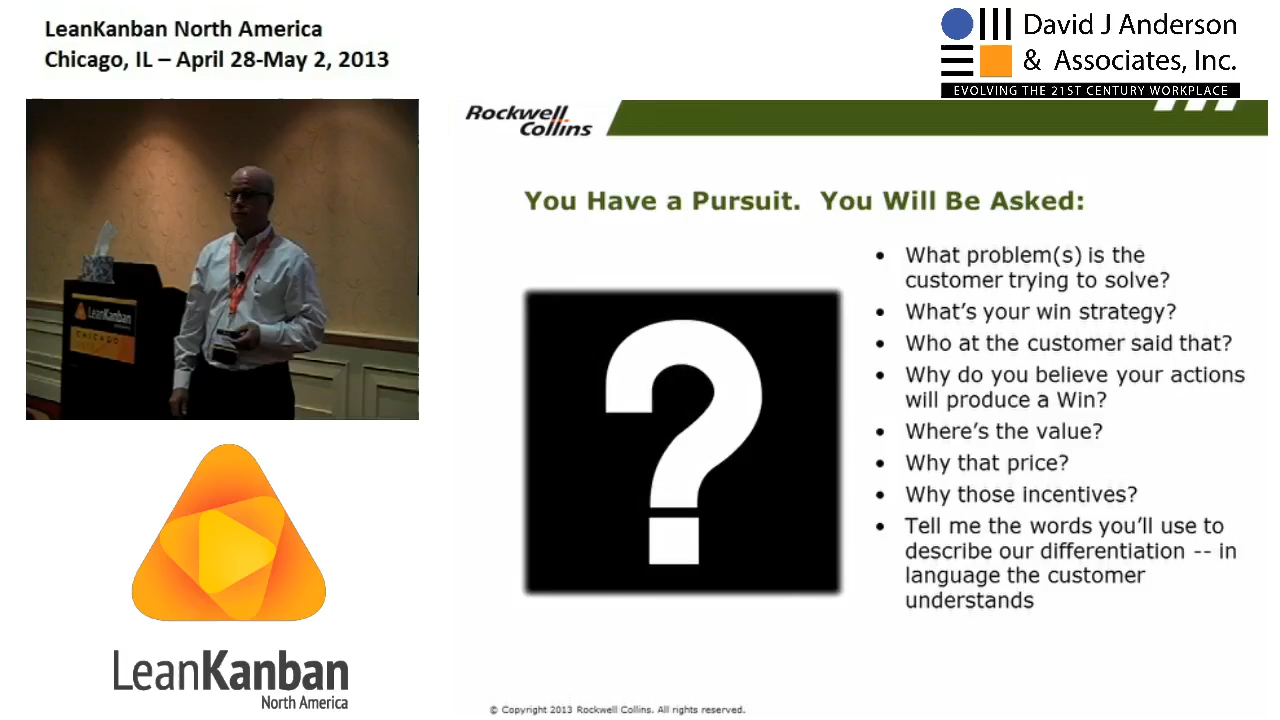 LeanKanban North America
Chicago, IL – April 28-May 2, 2013
David J Anderson
& Associates, Inc.
EVOLVING THE 21ST CENTURY WORKPLACE
Rockwell
Collins
You Have a Pursuit.  You Will Be Asked:
• What problem(s) is the
customer trying to solve?
• What's your win strategy?
• Who at the customer said that?
• Why do you believe your actions
will produce a Win?
• Where's the value?
• Why that price?
• Why those incentives?
• Tell me the words you'll use to
describe our differentiation -- in
language the customer
understands
?
LeanKanban
CHICAGO
LeanKanban
North America
© Copyright 2013 Rockwell Collins. All rights reserved.